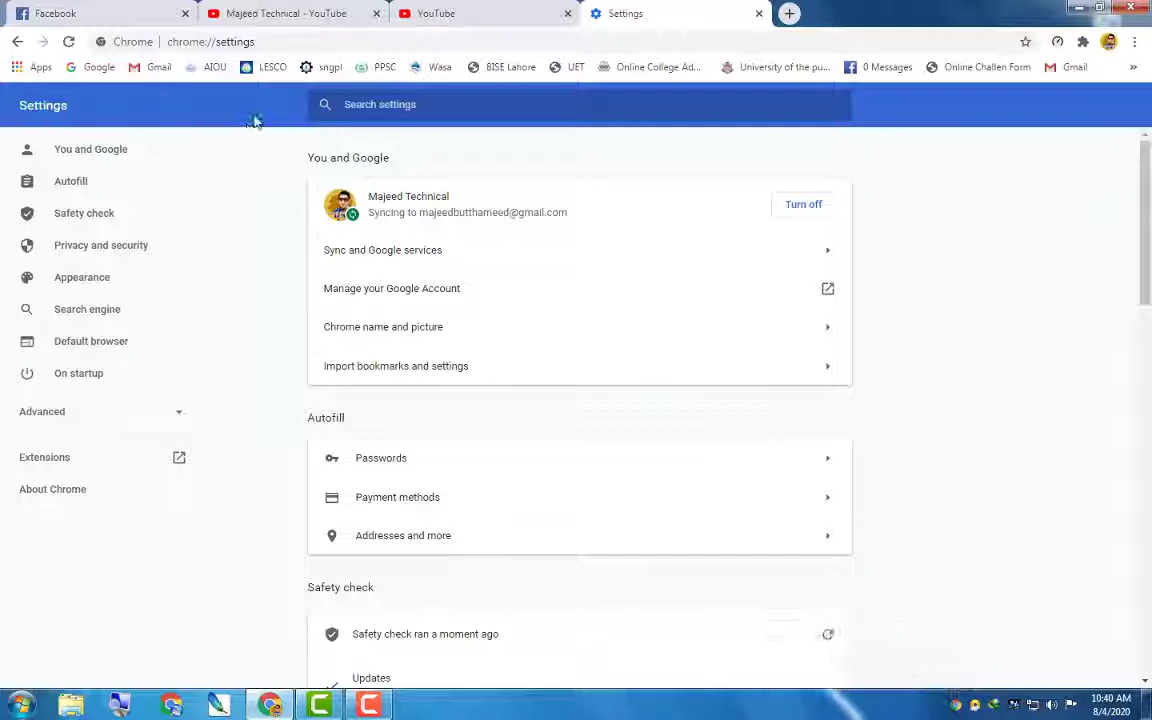 Facebook
Majeed Technical - YouTube
YouTube
Settings
Chrome
chrome://settings
Apps
Google
Gmail
AIOU
LESCO
sngpl
PPSC
Wasa
BISE Lahore
UET
Online College Ad...
University of the pu...
0 Messages
Online Challen Form
Gmail
»
Settings
Search settings
You and Google
Autofill
Safety check
Privacy and security
Appearance
Search engine
Default browser
On startup
Advanced
Extensions
About Chrome
You and Google
Majeed Technical
Syncing to majeedbutthameed@gmail.com
Turn off
Sync and Google services
Manage your Google Account
Chrome name and picture
Import bookmarks and settings
Autofill
Passwords
Payment methods
Addresses and more
Safety check
Safety check ran a moment ago
Updates
10:40 AM
8/4/2020